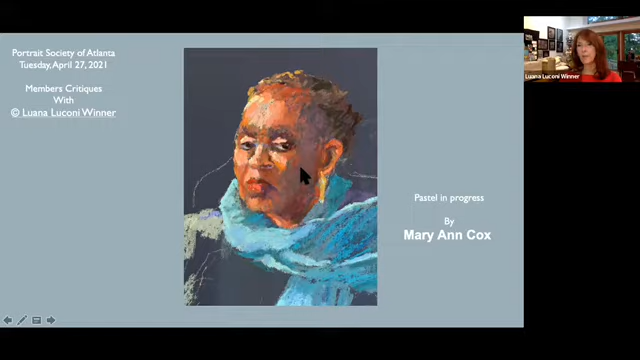 Portrait Society of Atlanta
Tuesday, April 27, 2021
Members Critiques
With
© Luana Luconi Winner
Pastel in progress
By
Mary Ann Cox
Luana Luconi Winner